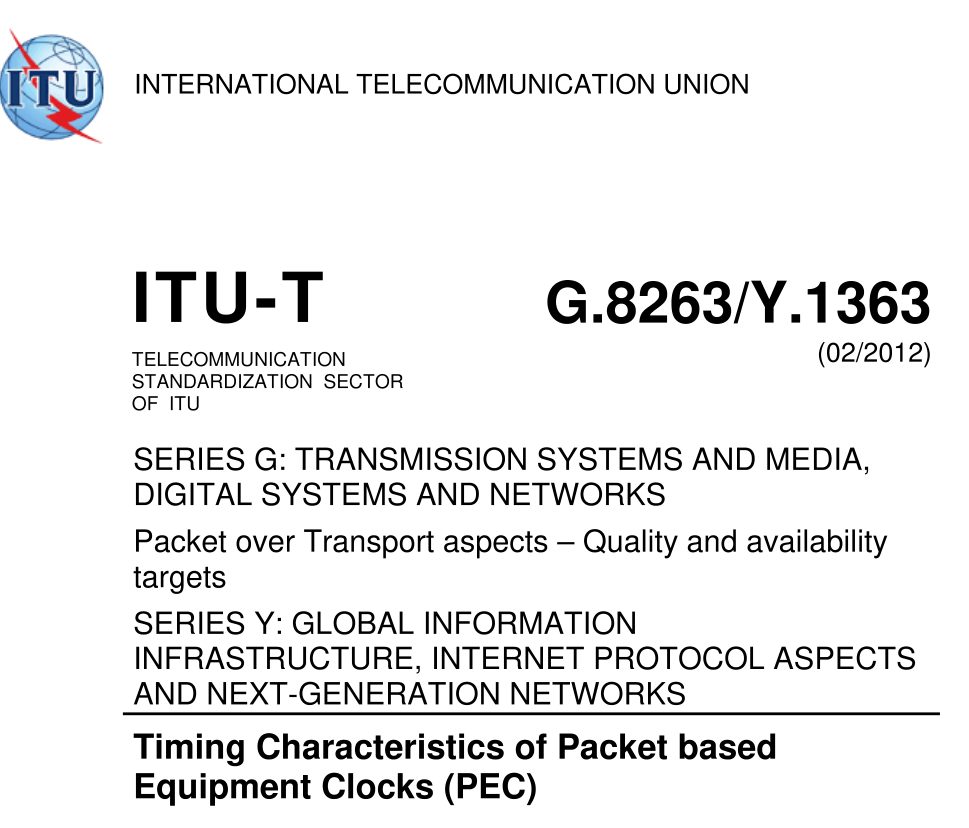 ITU
INTERNATIONAL TELECOMMUNICATION UNION
ITU-T
G.8263/Y.1363
(02/2012)
TELECOMMUNICATION
STANDARDIZATION SECTOR
OF ITU
SERIES G: TRANSMISSION SYSTEMS AND MEDIA,
DIGITAL SYSTEMS AND NETWORKS
Packet over Transport aspects – Quality and availability
targets
SERIES Y: GLOBAL INFORMATION
INFRASTRUCTURE, INTERNET PROTOCOL ASPECTS
AND NEXT-GENERATION NETWORKS
Timing Characteristics of Packet based
Equipment Clocks (PEC)